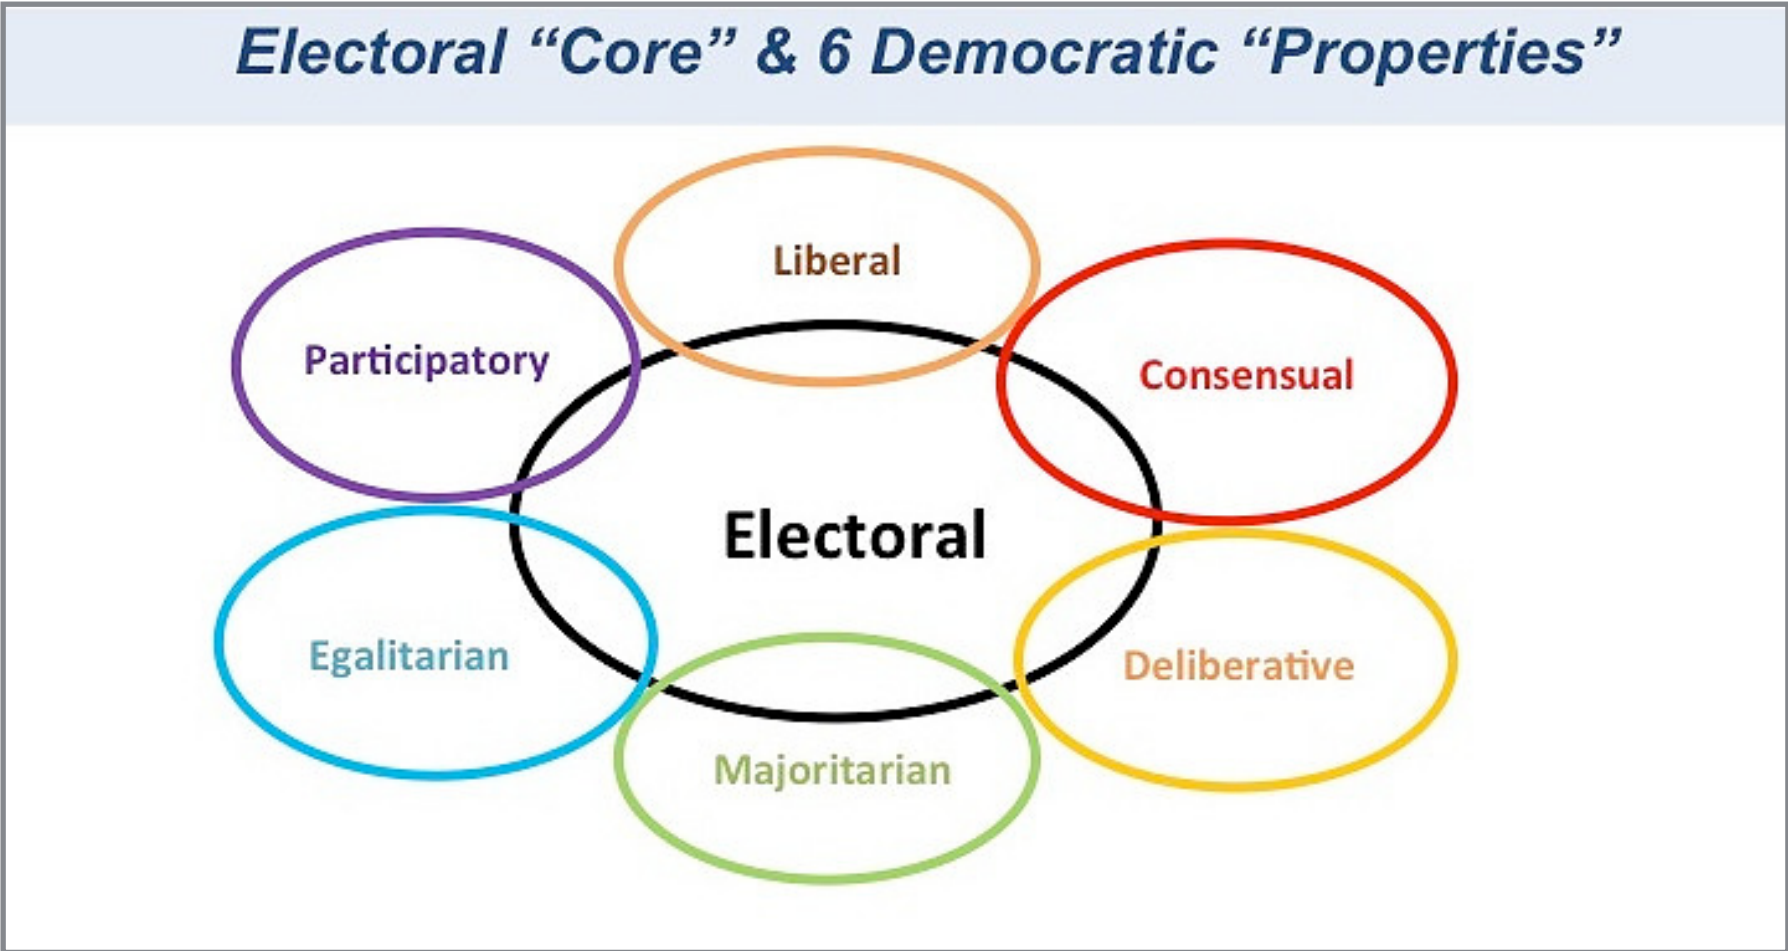 Electoral “Core” & 6 Democratic “Properties”
Liberal
Participatory
Consensual
Electoral
Egalitarian
Deliberative
Majoritarian